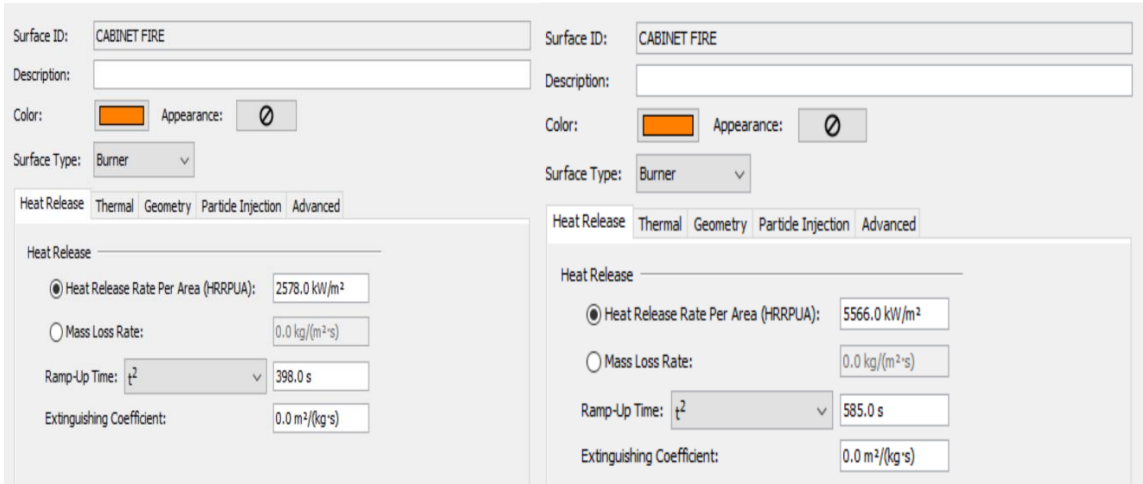 Surface ID: CABINET FIRE
Description:
Color: Appearance:
Surface Type: Burner
Heat Release Thermal Geometry Particle Injection Advanced
Heat Release
Heat Release Rate Per Area (HRRPUA): 2578.0 kW/m²
Mass Loss Rate: 0.0 kg/(m²·s)
Ramp-Up Time: t² 398.0 s
Extinguishing Coefficient: 0.0 m²/(kg·s)
Surface ID: CABINET FIRE
Description:
Color: Appearance:
Surface Type: Burner
Heat Release Thermal Geometry Particle Injection Advanced
Heat Release
Heat Release Rate Per Area (HRRPUA): 5566.0 kW/m²
Mass Loss Rate: 0.0 kg/(m²·s)
Ramp-Up Time: t² 585.0 s
Extinguishing Coefficient: 0.0 m²/(kg·s)